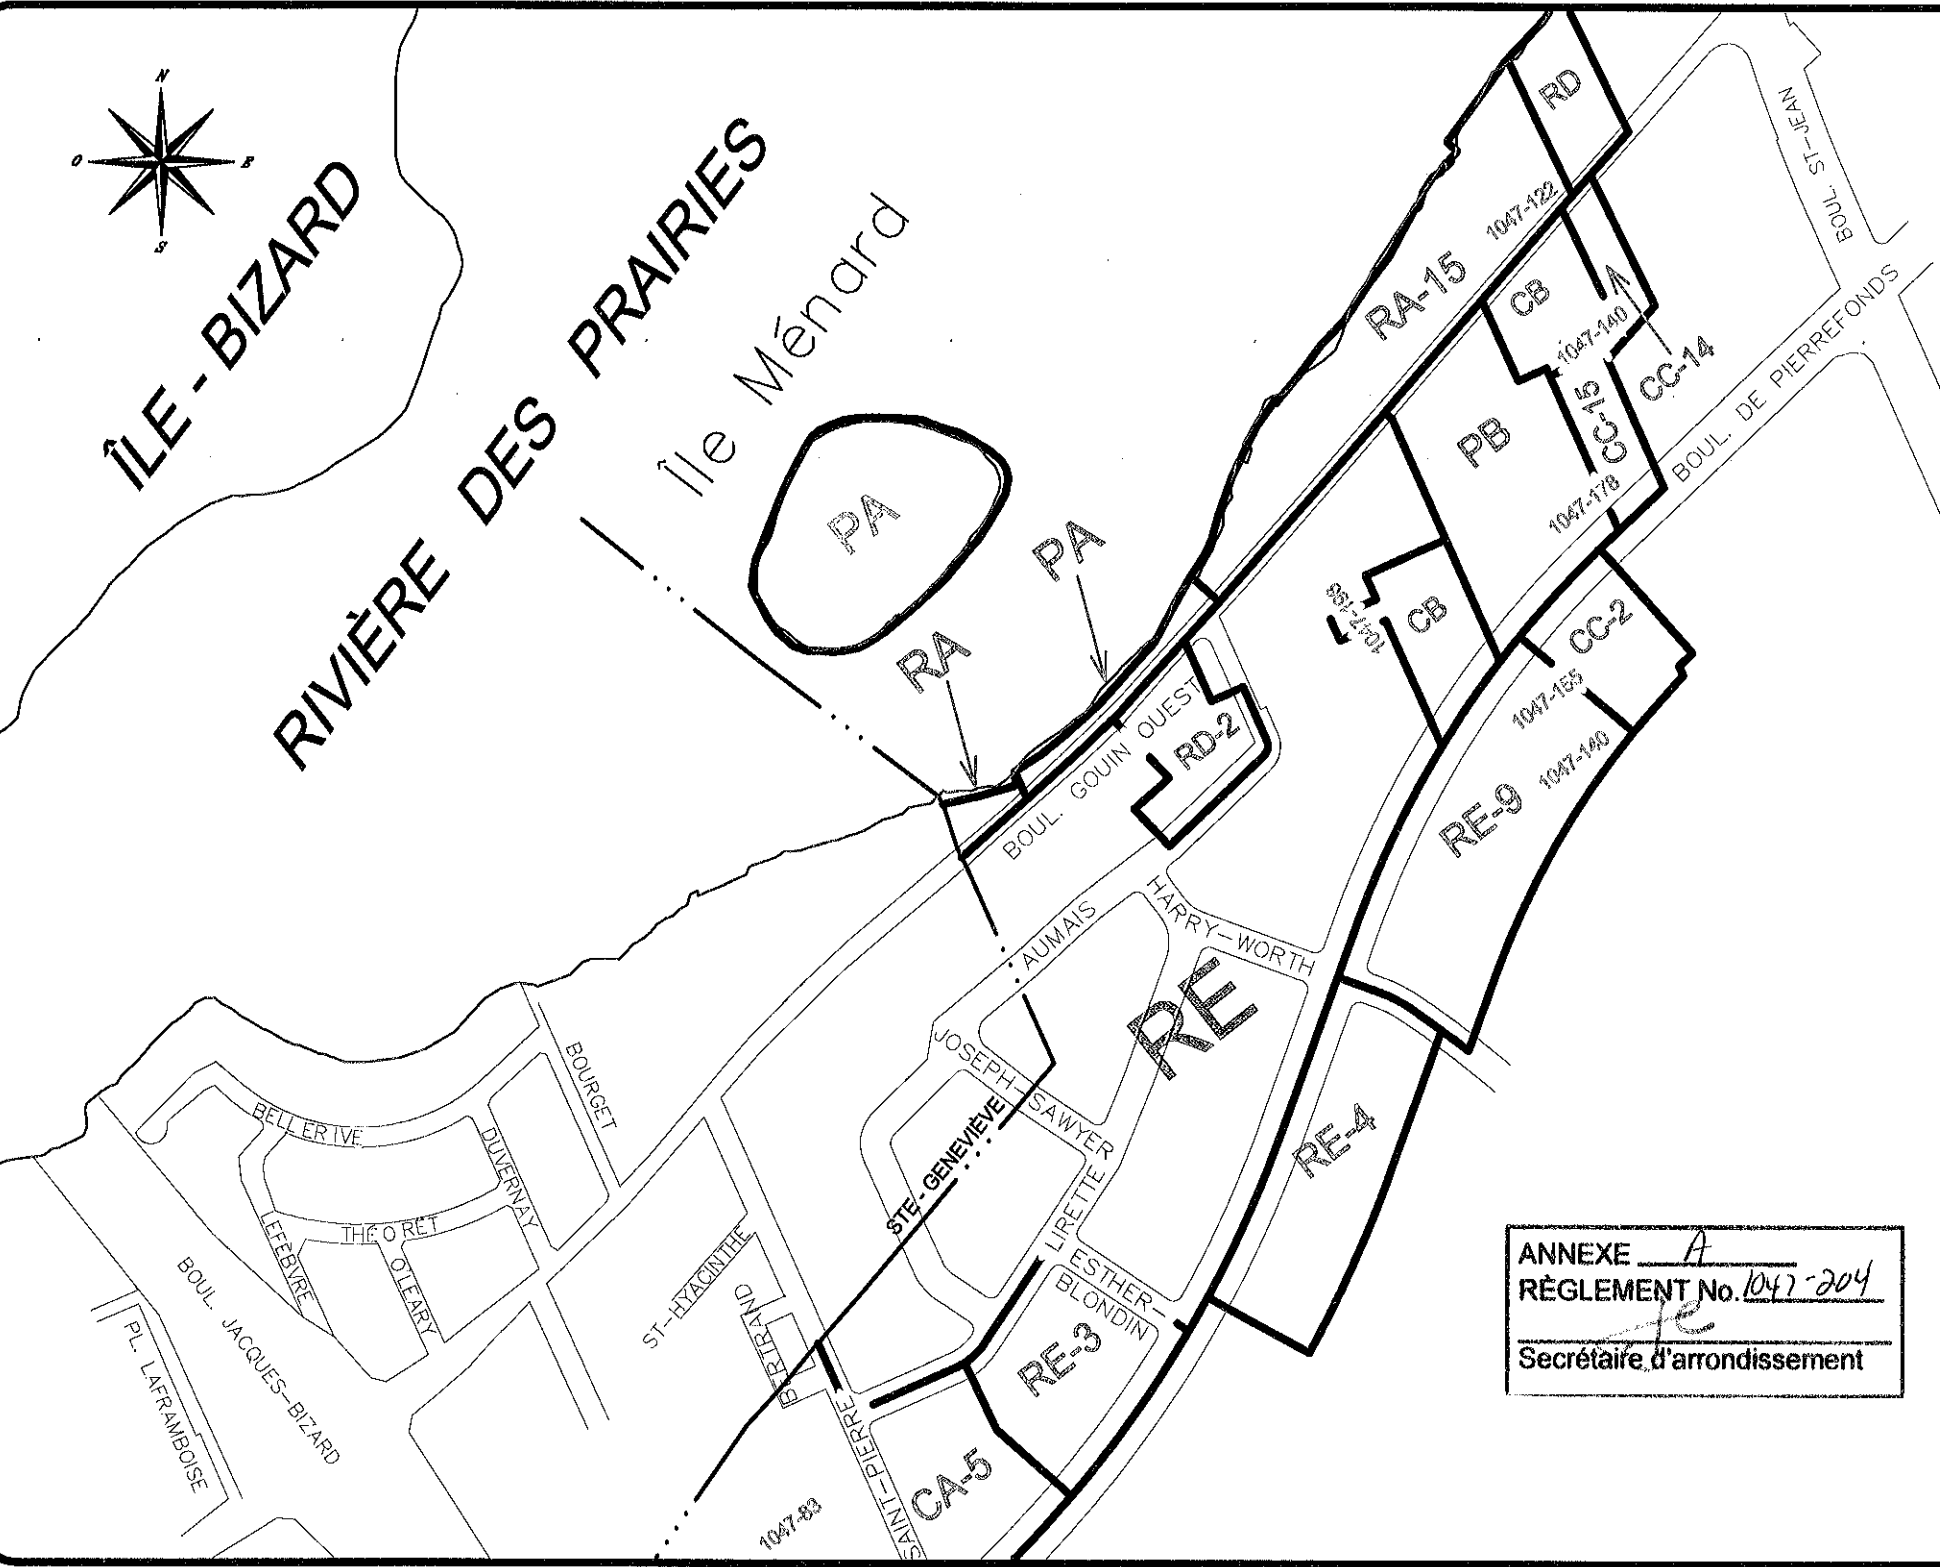 N
O
E
S
ÎLE - BIZARD
RIVIÈRE DES PRAIRIES
Île Ménard
PA
PA
RA
RD
1047-122
RA-15
CB
1047-140
CC-14
CC-15
PB
1047-178
BOUL. ST-JEAN
BOUL. DE PIERREFONDS
CB
CC-2
1047-165
1047-140
RE-9
RD-2
BOUL. GOUIN OUEST
AUMAIS
HARRY-WORTH
RE
JOSEPH-SAWYER
STE-GENEVIÈVE
LIRETTE
ESTHER-
BLONDIN
RE-4
RE-3
CA-5
SAINT-PIERRE
1047-83
BERTRAND
ST-HYACINTHE
BOURGET
BELLERIVE
DUVERNAY
THÉORET
LEFEBVRE
O'LEARY
BOUL. JACQUES-BIZARD
PL. LAFRAMBOISE
ANNEXE A
RÈGLEMENT No. 1047-204
Secrétaire d'arrondissement